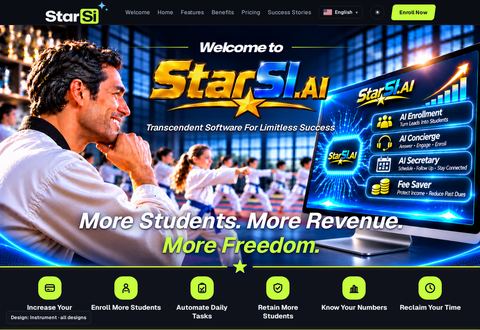 StarSi
Welcome
Home
Features
Benefits
Pricing
Success Stories
English
Enroll Now
Welcome to
StarSI.AI
Transcendent Software For Limitless Success
StarSI.AI
AI Enrollment
Turn Leads Into Students
AI Concierge
Answer • Engage • Enroll
AI Secretary
Schedule • Follow Up • Stay Connected
Fee Saver
Protect Income • Reduce Past Dues
StarSI.AI
More Students. More Revenue.
More Freedom.
Increase Your
Enroll More Students
Automate Daily
Tasks
Retain More
Students
Know Your Numbers
Reclaim Your Time
Design: Instrument · all designs